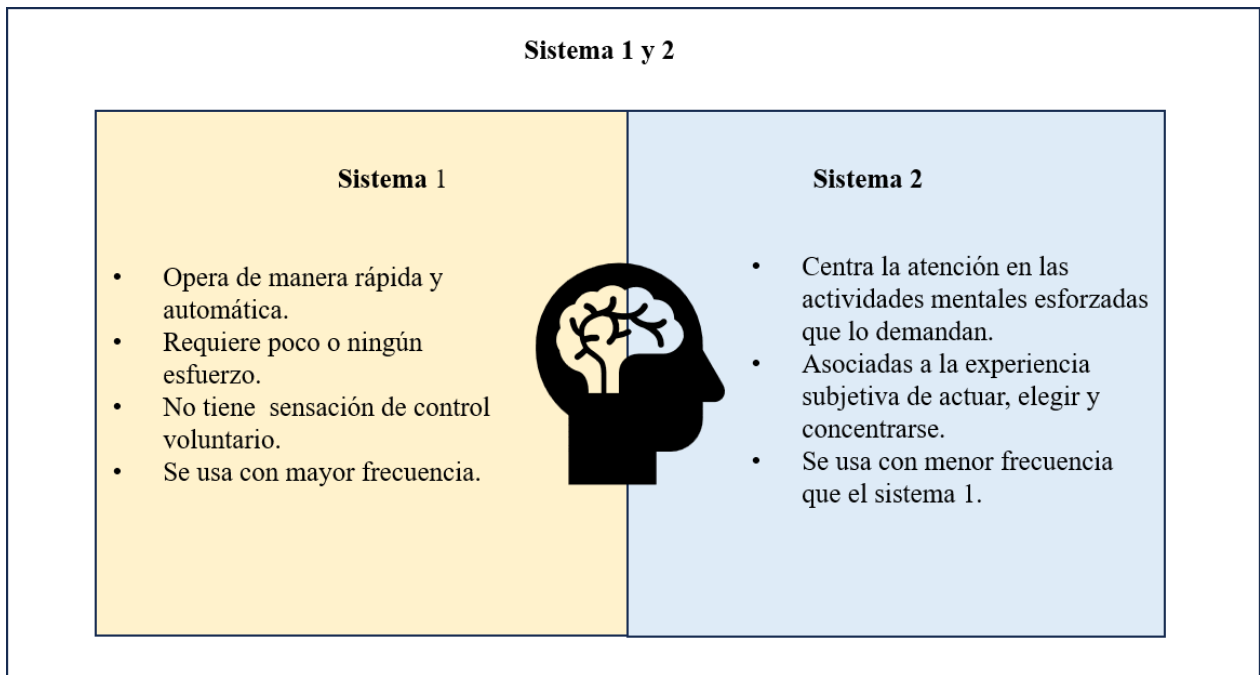 Sistema 1 y 2
Sistema 1
• Opera de manera rápida y
automática.
• Requiere poco o ningún
esfuerzo.
• No tiene  sensación de control
voluntario.
• Se usa con mayor frecuencia.
Sistema 2
• Centra la atención en las
actividades mentales esforzadas
que lo demandan.
• Asociadas a la experiencia
subjetiva de actuar, elegir y
concentrarse.
• Se usa con menor frecuencia
que el sistema 1.